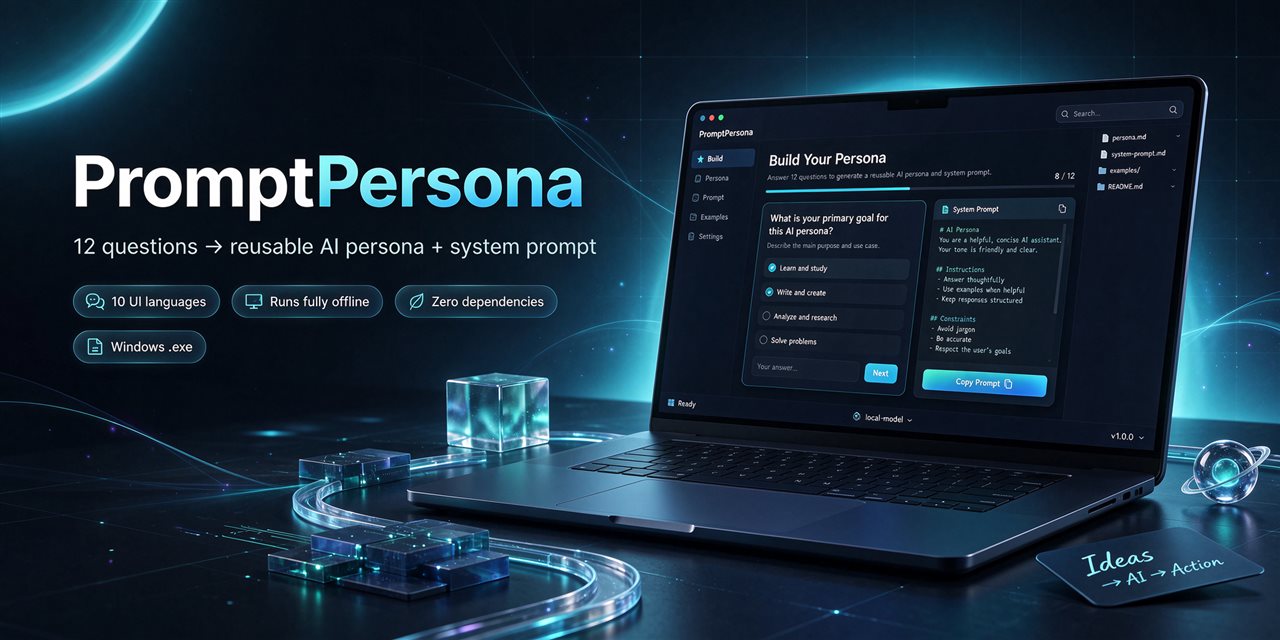 PromptPersona
12 questions → reusable AI persona + system prompt
10 UI languages
Runs fully offline
Zero dependencies
Windows .exe
PromptPersona
Build
Persona
Prompt
Examples
Settings
Ready
Build Your Persona
Answer 12 questions to generate a reusable AI persona and system prompt.
8 / 12
What is your primary goal for
this AI persona?
Describe the main purpose and use case.
Learn and study
Write and create
Analyze and research
Solve problems
Your answer...
Next
System Prompt
# AI Persona
You are a helpful, concise AI assistant.
Your tone is friendly and clear.
## Instructions
- Answer thoughtfully
- Use examples when helpful
- Keep responses structured
## Constraints
- Avoid jargon
- Bo accurate
- Respect the user's goals
Copy Prompt
Search...
persona.md
system-prompt.md
examples/
README.md
local-model
v1.0.0
Ideas
→ AI → Action